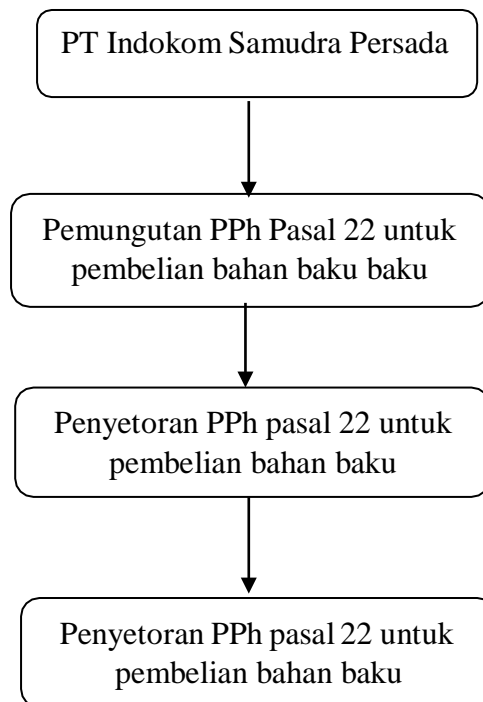 PT Indokom Samudra Persada
Pemungutan PPh Pasal 22 untuk
pembelian bahan baku baku
Penyetoran PPh pasal 22 untuk
pembelian bahan baku
Penyetoran PPh pasal 22 untuk
pembelian bahan baku